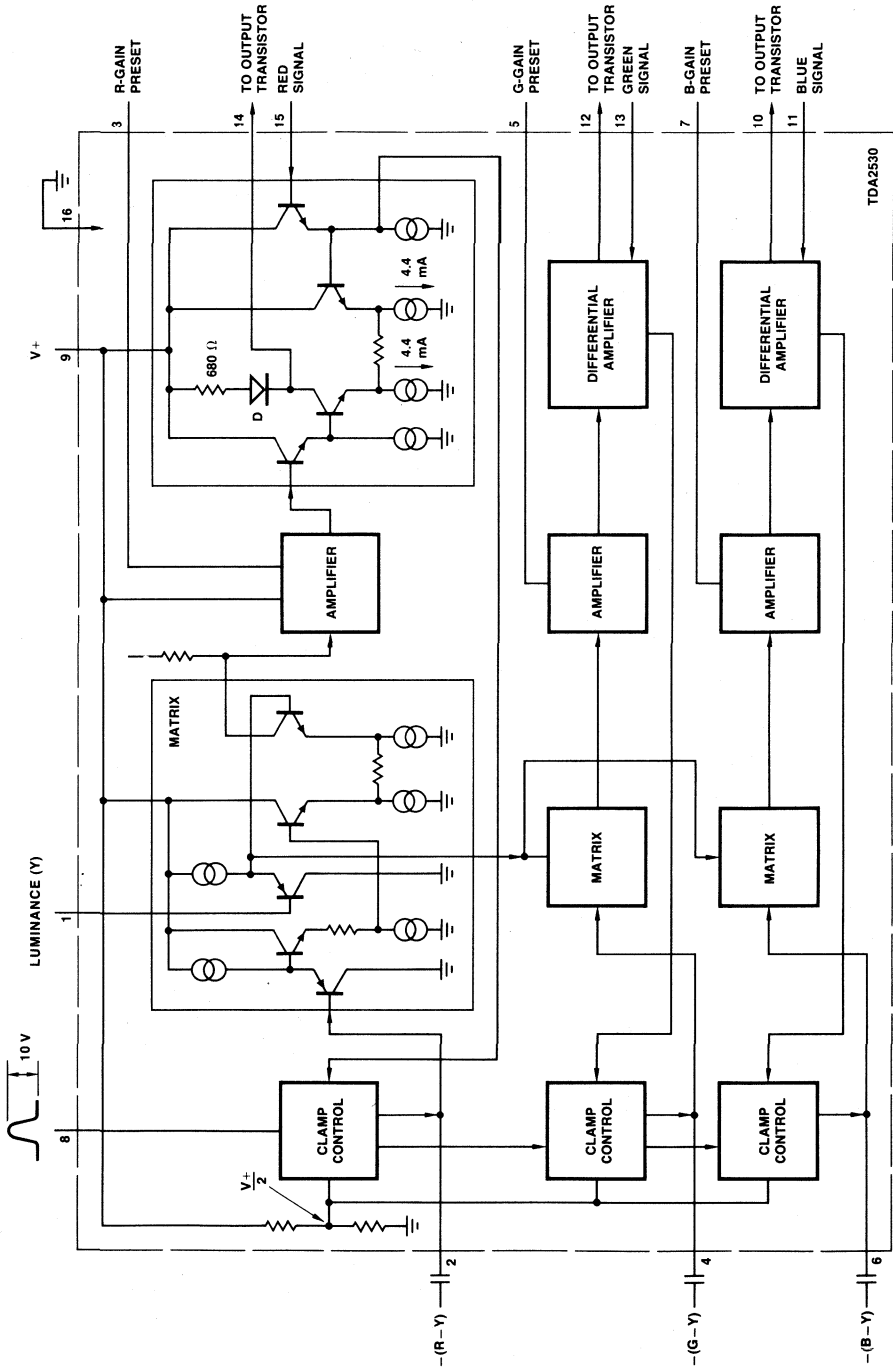 LUMINANCE (Y)
10 V
8
1
V+
9
16
R-GAIN
PRESET
3
TO OUTPUT
TRANSISTOR
14
RED
SIGNAL
15
680 Ω
D
4.4
mA
4.4
mA
MATRIX
AMPLIFIER
V+
2
CLAMP
CONTROL
2
–(R–Y)
G-GAIN
PRESET
5
TO OUTPUT
TRANSISTOR
12
GREEN
SIGNAL
13
CLAMP
CONTROL
MATRIX
AMPLIFIER
DIFFERENTIAL
AMPLIFIER
4
–(G–Y)
B-GAIN
PRESET
7
TO OUTPUT
TRANSISTOR
10
BLUE
SIGNAL
11
CLAMP
CONTROL
MATRIX
AMPLIFIER
DIFFERENTIAL
AMPLIFIER
6
–(B–Y)
TDA2530